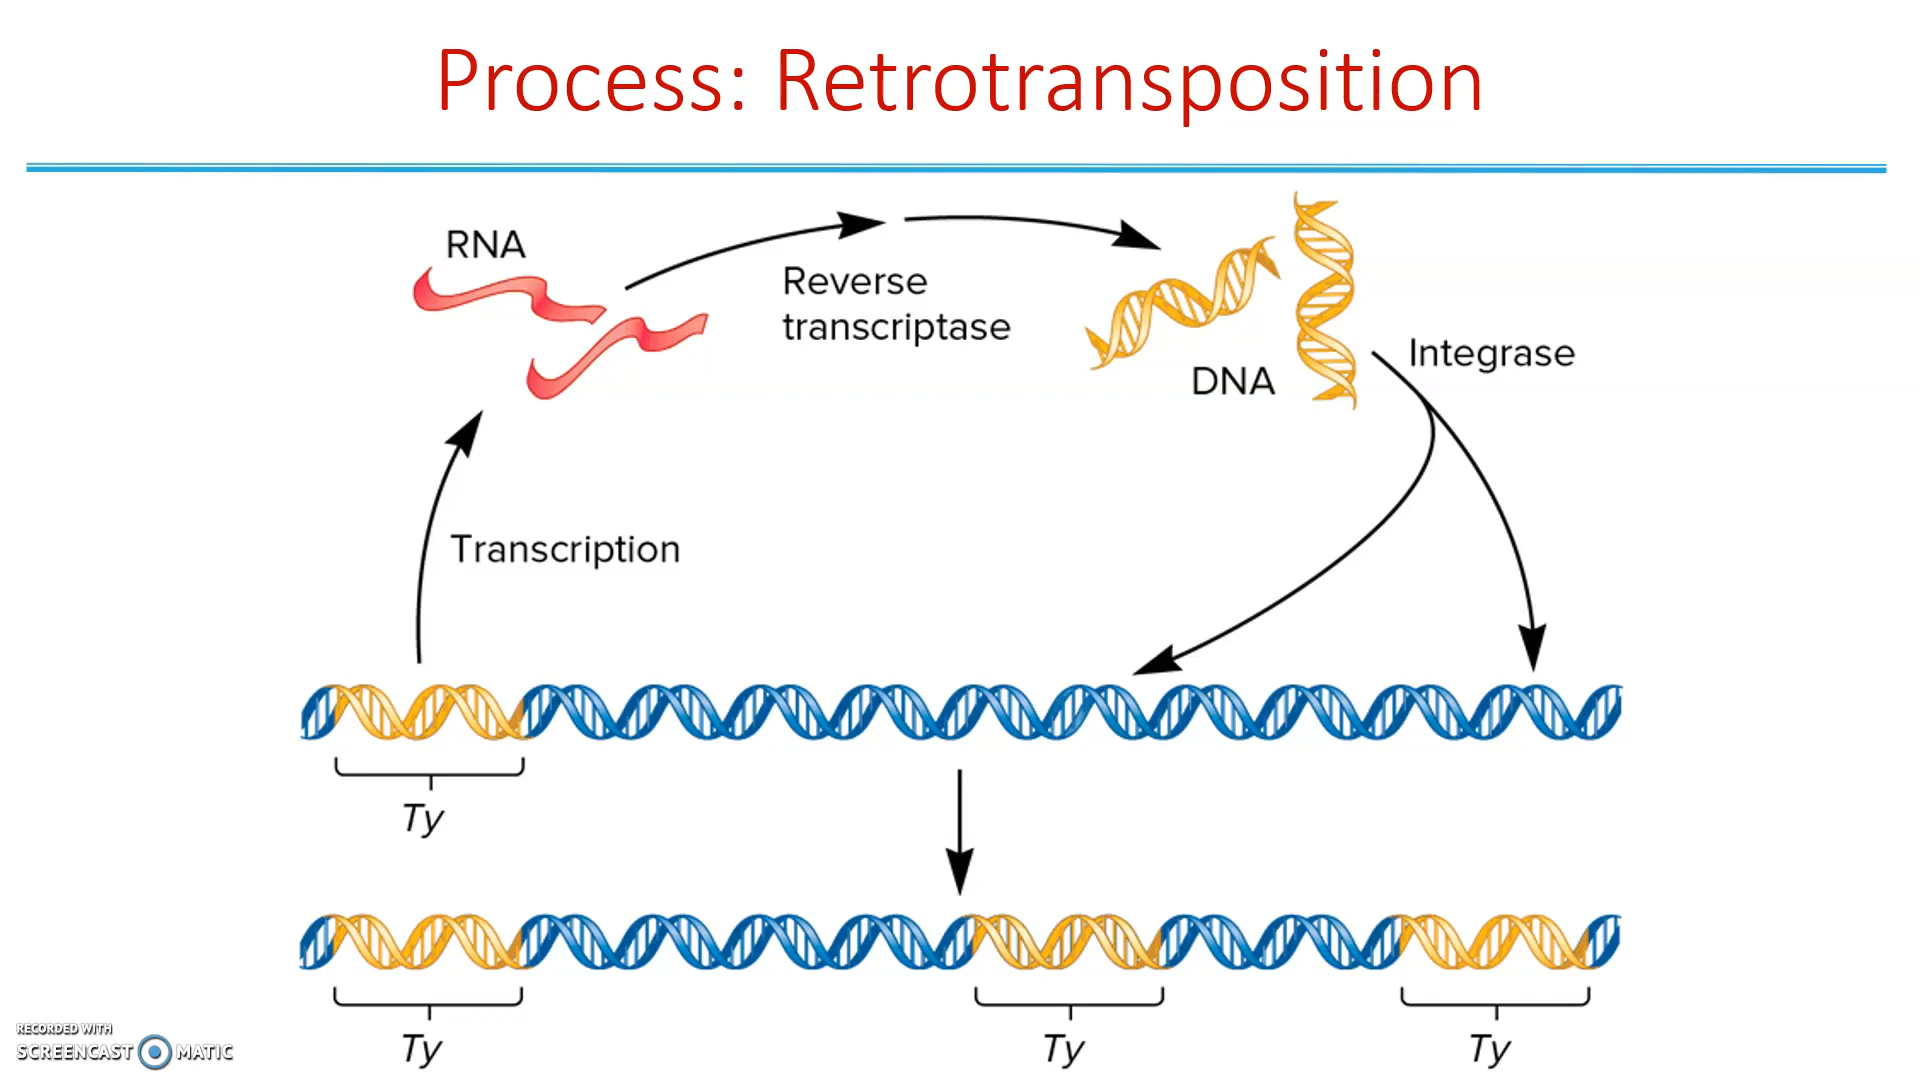 Process: Retrotransposition
RNA
Reverse
transcriptase
DNA
Integrase
Transcription
Ty
Ty
Ty
Ty
RECORDED WITH
SCREENCAST MATIC